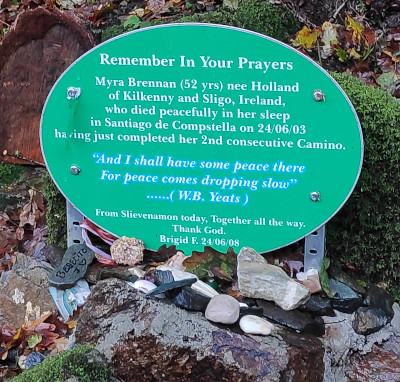 Remember In Your Prayers
Myra Brennan (52 yrs) nee Holland
of Kilkenny and Sligo, Ireland,
who died peacefully in her sleep
in Santiago de Compstella on 24/06/03
having just completed her 2nd consecutive Camino.
"And I shall have some peace there
For peace comes dropping slow"
......( W.B. Yeats )
From Slievenamon today, Together all the way.
Thank God.
Brigid F. 24/06/08